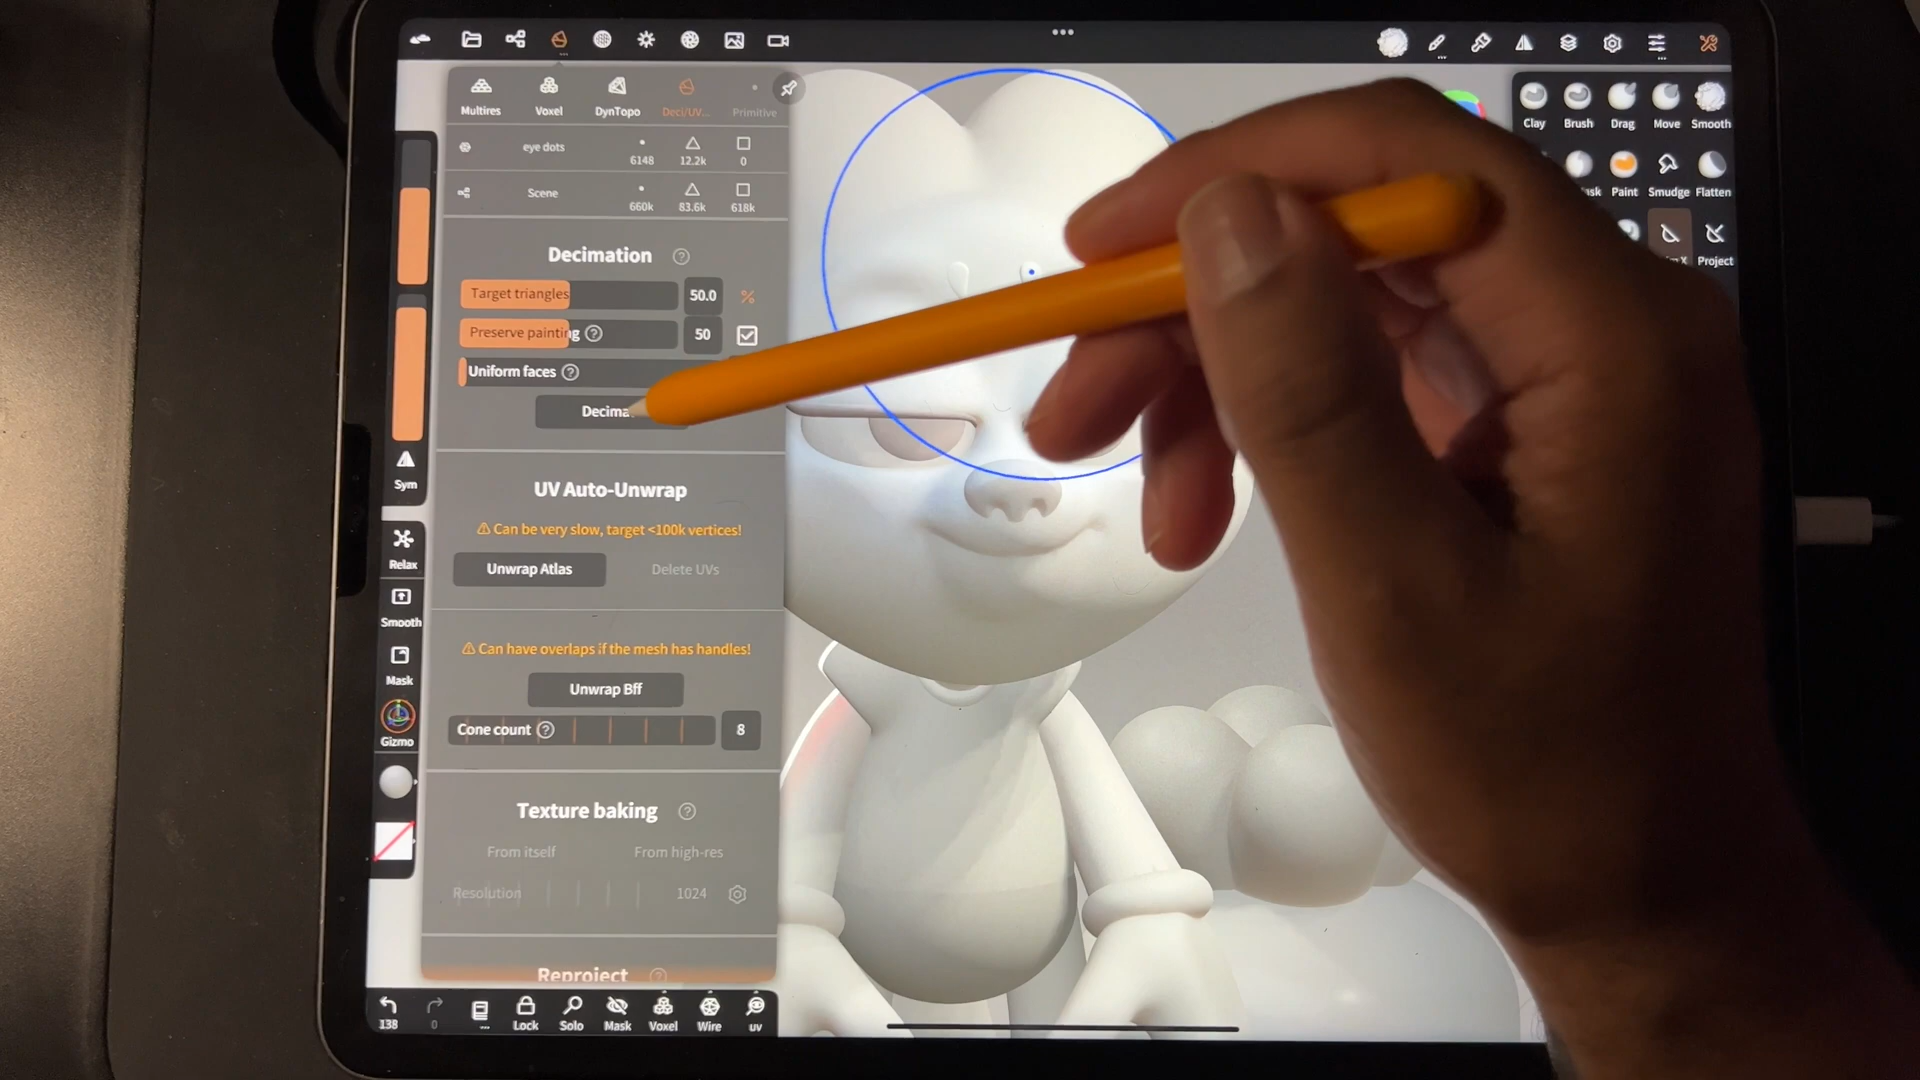 Multires Voxel DynTopo Deci/UV... Primitive
eye dots 6148 12.2k 0
Scene 660k 83.6k 618k
Decimation ?
Target triangles 50.0 %
Preserve painting ? 50
Uniform faces ?
UV Auto-Unwrap
Can be very slow, target <100k vertices!
Unwrap Atlas Delete UVs
Can have overlaps if the mesh has handles!
Unwrap Bff
Cone count ? 8
Texture baking ?
From itself From high-res
Resolution 1024
Reproject ?
Sym
Relax
Smooth
Mask
Gizmo
138 0 ... Lock Solo Mask Voxel Wire uv
Clay Brush Drag Move Smooth
Paint Smudge Flatten
Project